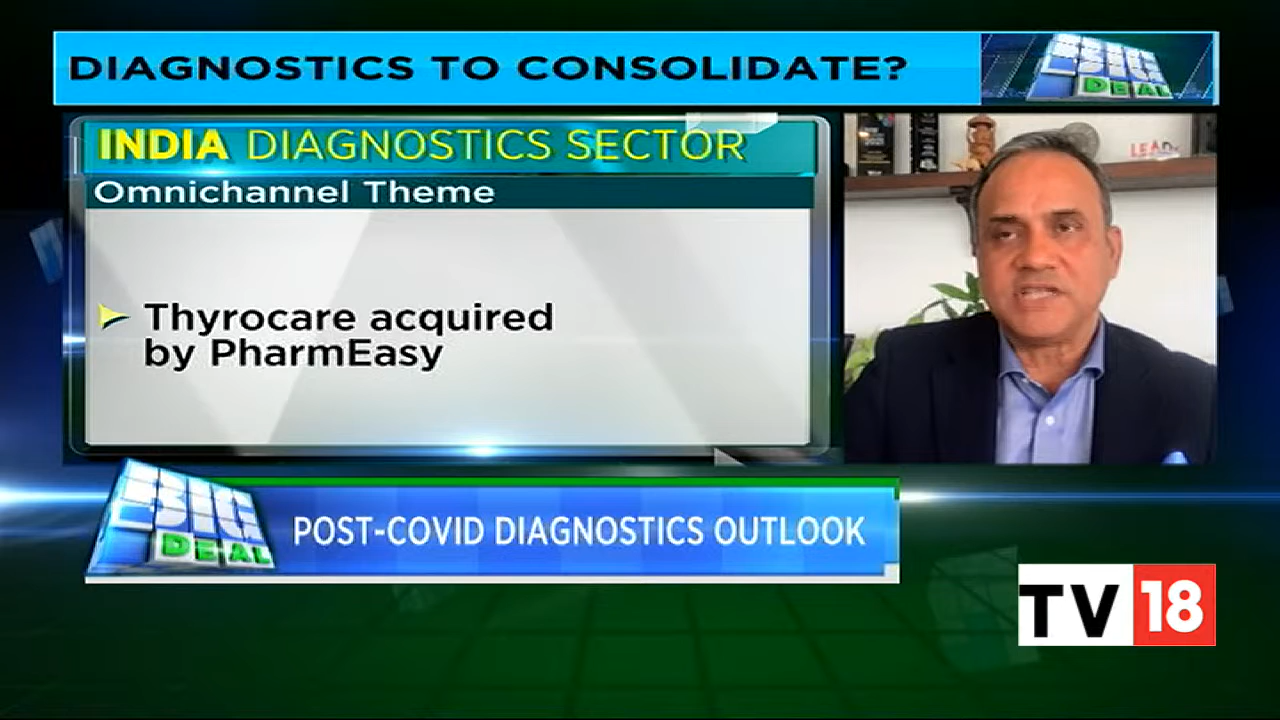 DIAGNOSTICS TO CONSOLIDATE?
BIG
DEAL
INDIA DIAGNOSTICS SECTOR
Omnichannel Theme
Thyrocare acquired
by PharmEasy
LEAD
BIG
DEAL
POST-COVID DIAGNOSTICS OUTLOOK
TV18